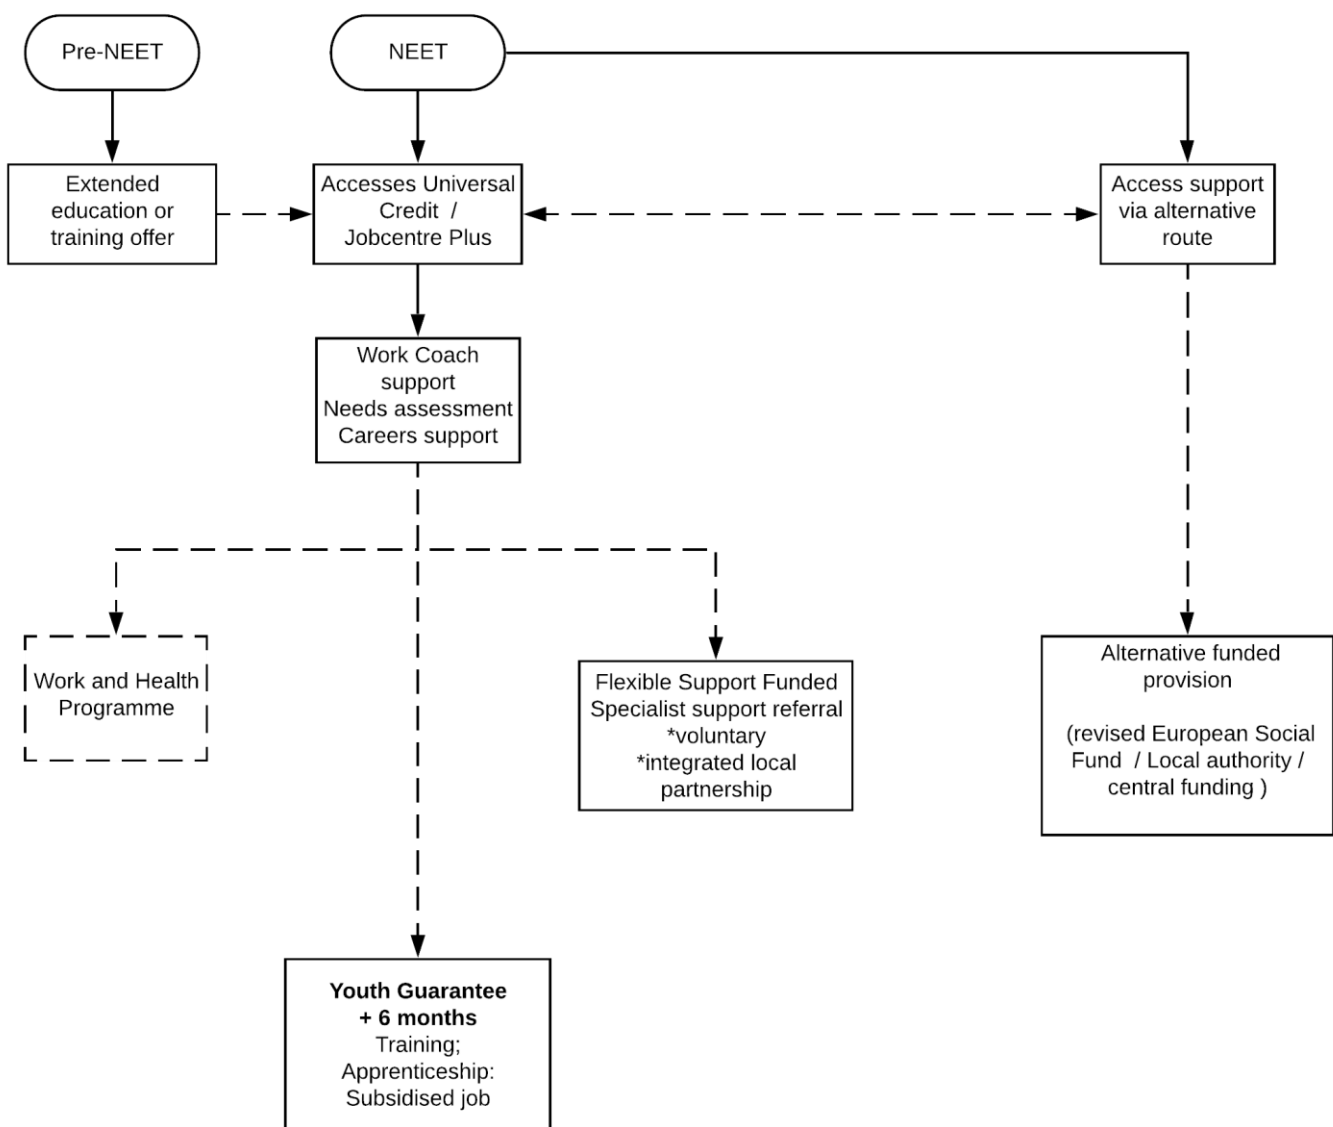 Pre-NEET
NEET
Extended
education or
training offer
Accesses Universal
Credit  /
Jobcentre Plus
Access support
via alternative
route
Work Coach
support
Needs assessment
Careers support
Work and Health
Programme
Flexible Support Funded
Specialist support referral
*voluntary
*integrated local
partnership
Alternative funded
provision
(revised European Social
Fund  / Local authority /
central funding )
Youth Guarantee
+ 6 months
Training;
Apprenticeship:
Subsidised job